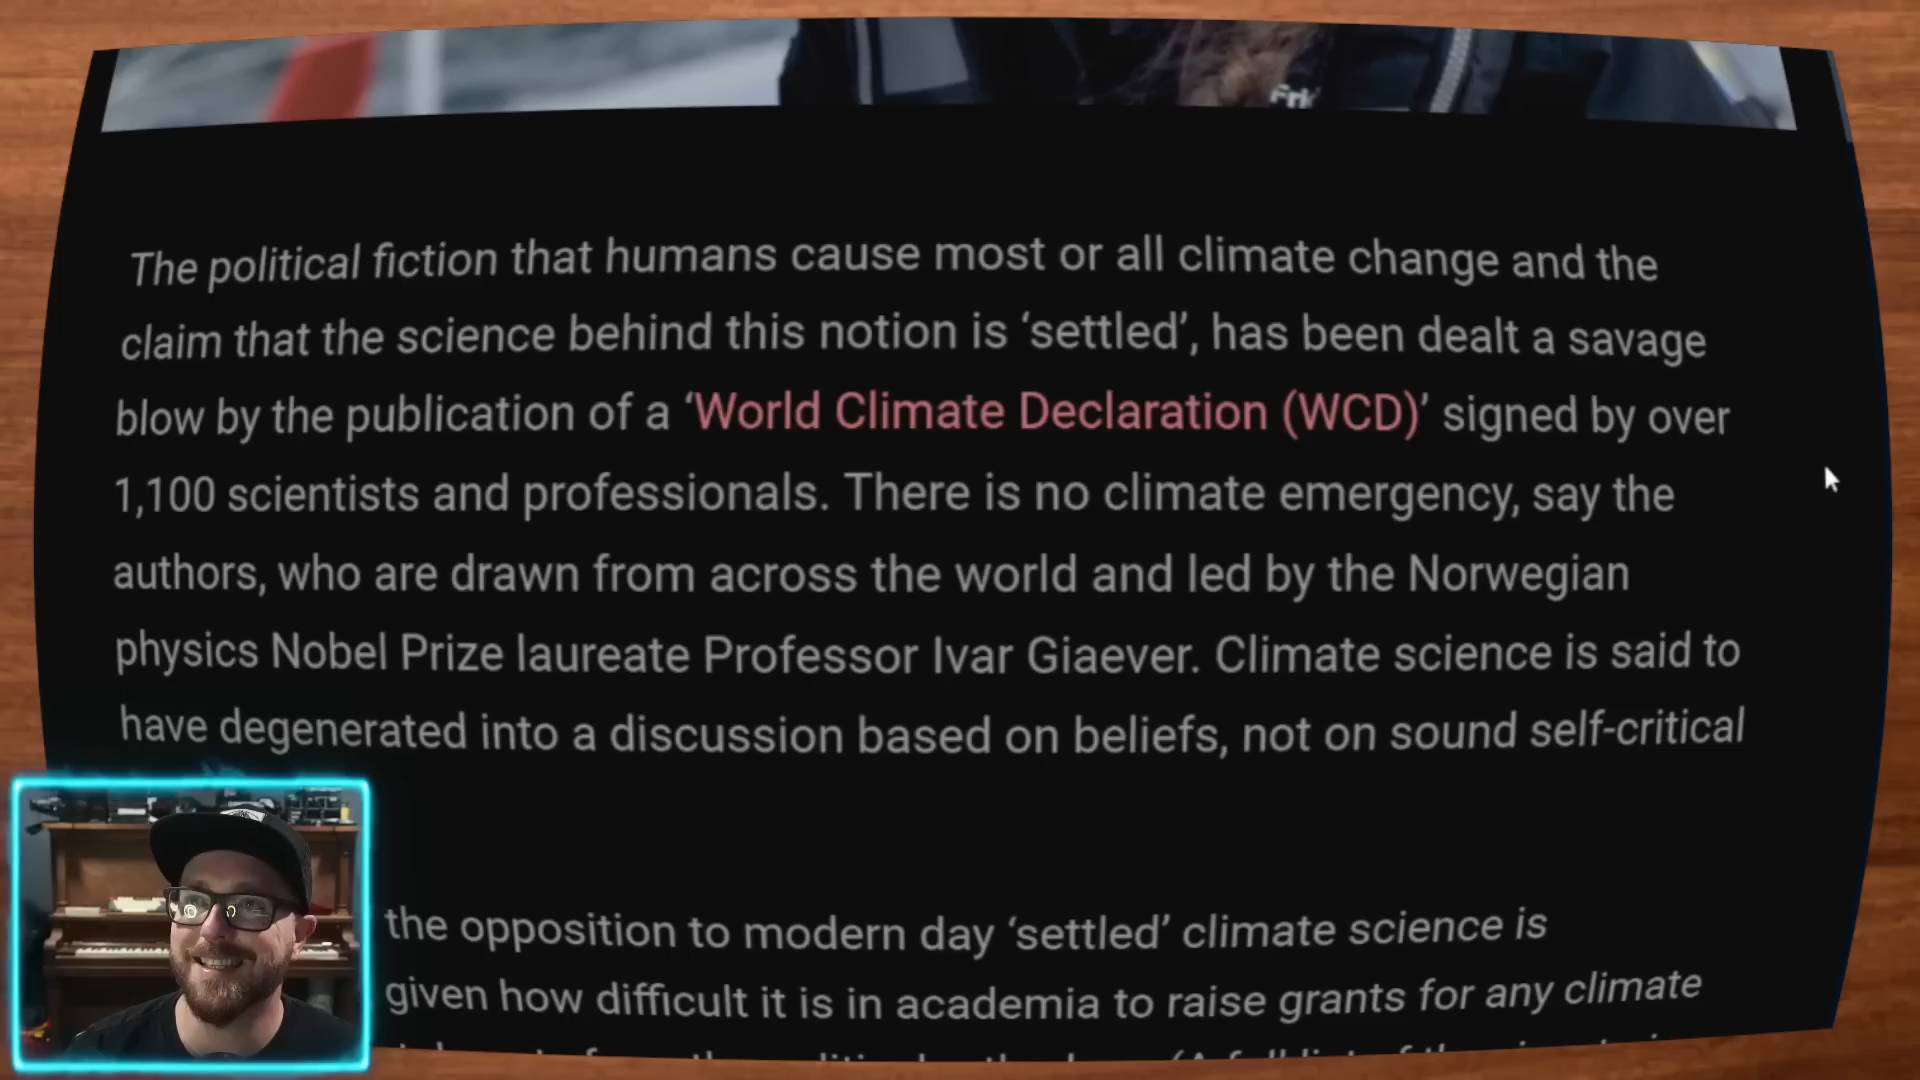 The political fiction that humans cause most or all climate change and the
claim that the science behind this notion is ‘settled’, has been dealt a savage
blow by the publication of a ‘World Climate Declaration (WCD)’ signed by over
1,100 scientists and professionals. There is no climate emergency, say the
authors, who are drawn from across the world and led by the Norwegian
physics Nobel Prize laureate Professor Ivar Giaever. Climate science is said to
have degenerated into a discussion based on beliefs, not on sound self-critical
the opposition to modern day ‘settled’ climate science is
given how difficult it is in academia to raise grants for any climate